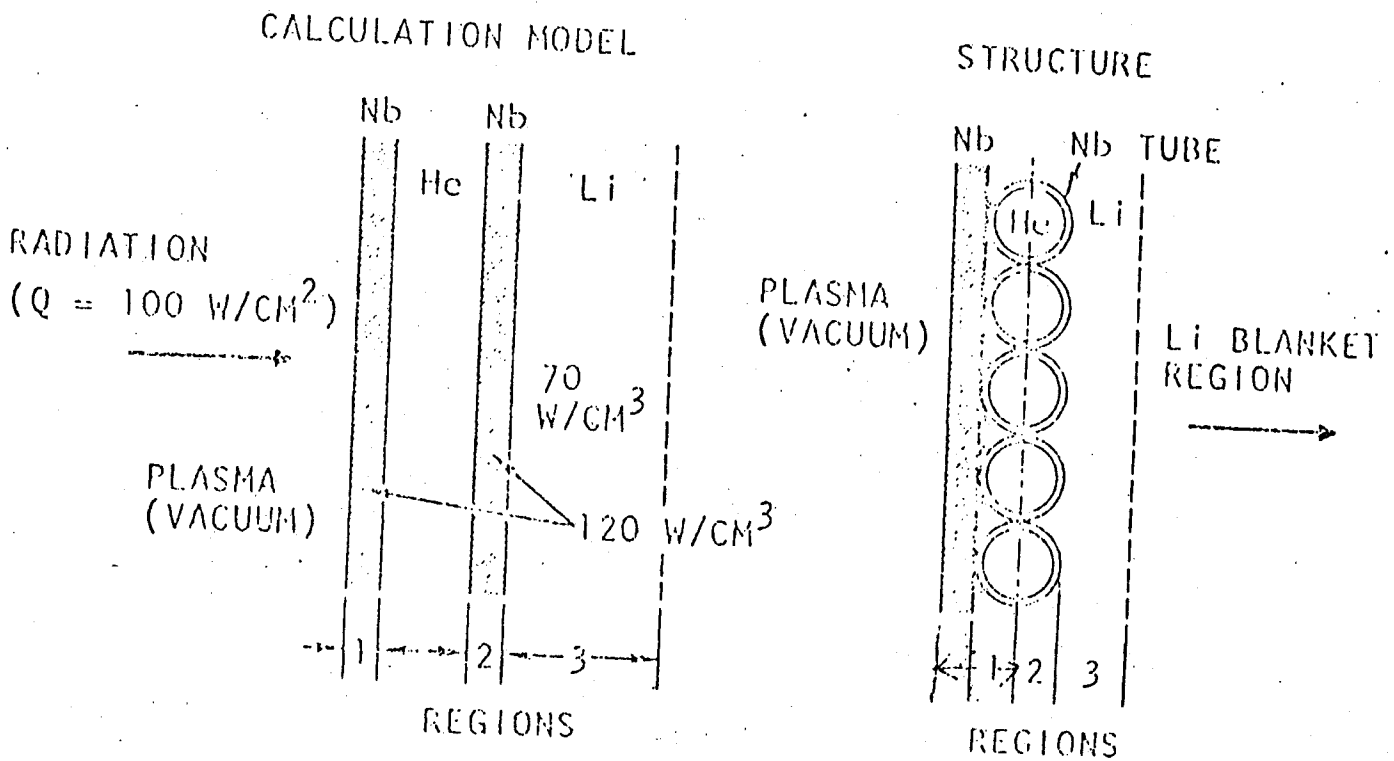 CALCULATION MODEL
Nb
Nb
He
Li
RADIATION
(Q = 100 W/CM²)
70
W/CM³
PLASMA
(VACUUM)
120 W/CM³
1
2
3
REGIONS
STRUCTURE
Nb
Nb TUBE
He
Li
PLASMA
(VACUUM)
Li BLANKET
REGION
1
2
3
REGIONS